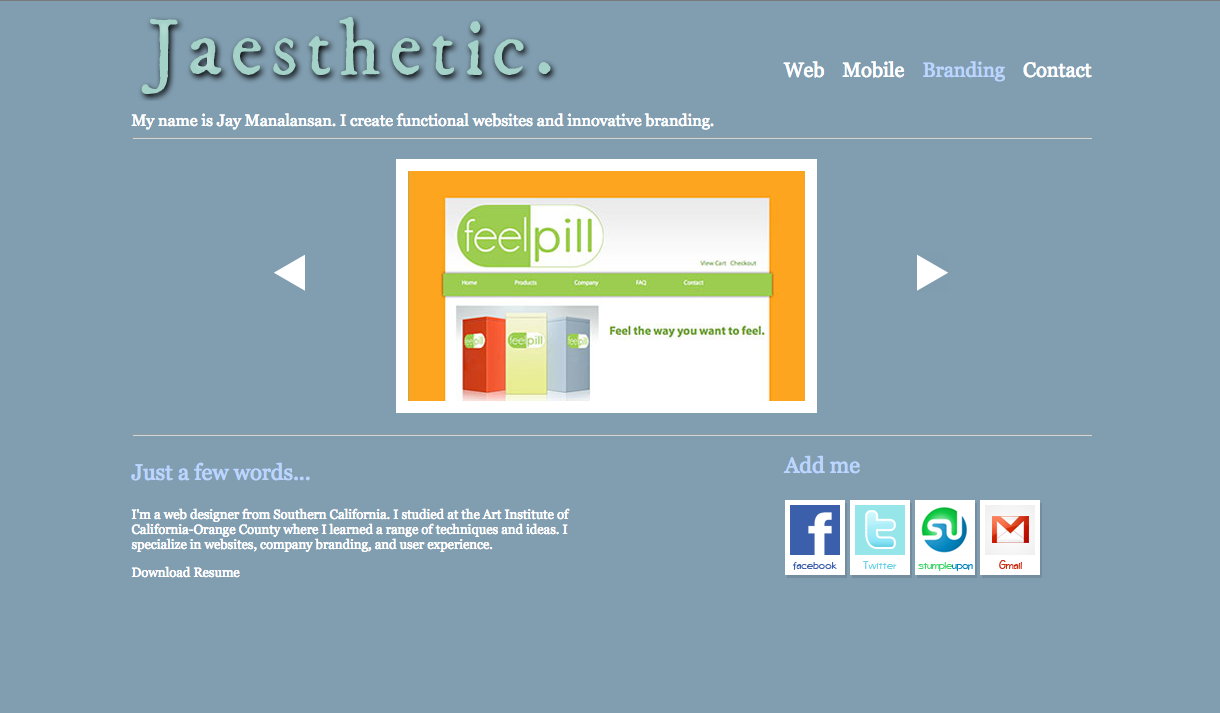 Jaesthetic.
Web Mobile Branding Contact
My name is Jay Manalansan. I create functional websites and innovative branding.
feelpill
View Cart Checkout
Home Products Company FAQ Contact
Feel the way you want to feel.
feelpill feelpill feelpill
Just a few words...
I'm a web designer from Southern California. I studied at the Art Institute of
California-Orange County where I learned a range of techniques and ideas. I
specialize in websites, company branding, and user experience.
Download Resume
Add me
f t SU M
facebook Twitter stumpleupon Gmail